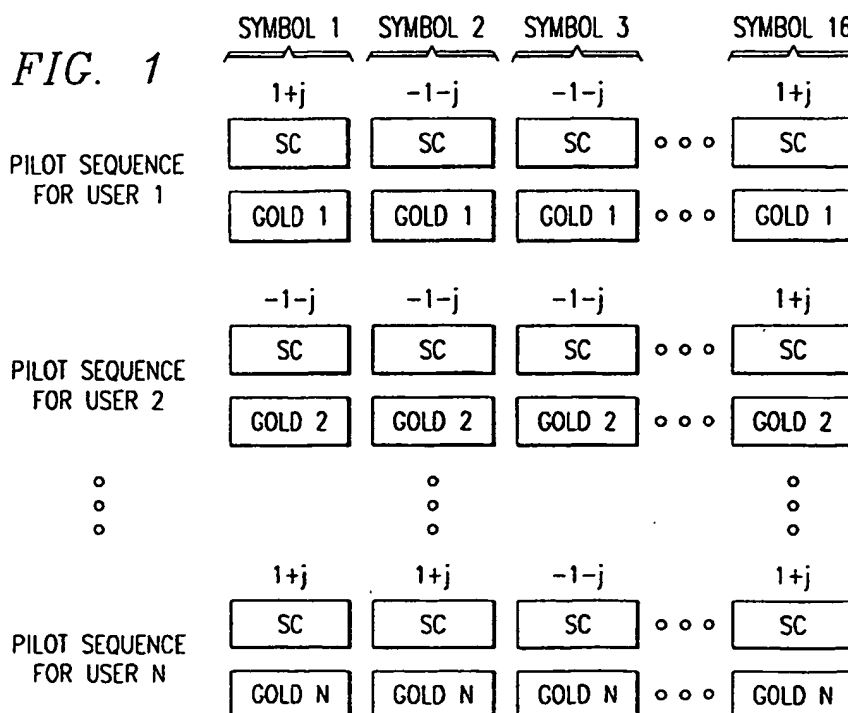 FIG. 1
SYMBOL 1 SYMBOL 2 SYMBOL 3 SYMBOL 16
1+j -1-j -1-j 1+j
PILOT SEQUENCE
FOR USER 1
SC SC SC SC
GOLD 1 GOLD 1 GOLD 1 GOLD 1
-1-j -1-j -1-j 1+j
PILOT SEQUENCE
FOR USER 2
SC SC SC SC
GOLD 2 GOLD 2 GOLD 2 GOLD 2
1+j 1+j -1-j 1+j
PILOT SEQUENCE
FOR USER N
SC SC SC SC
GOLD N GOLD N GOLD N GOLD N